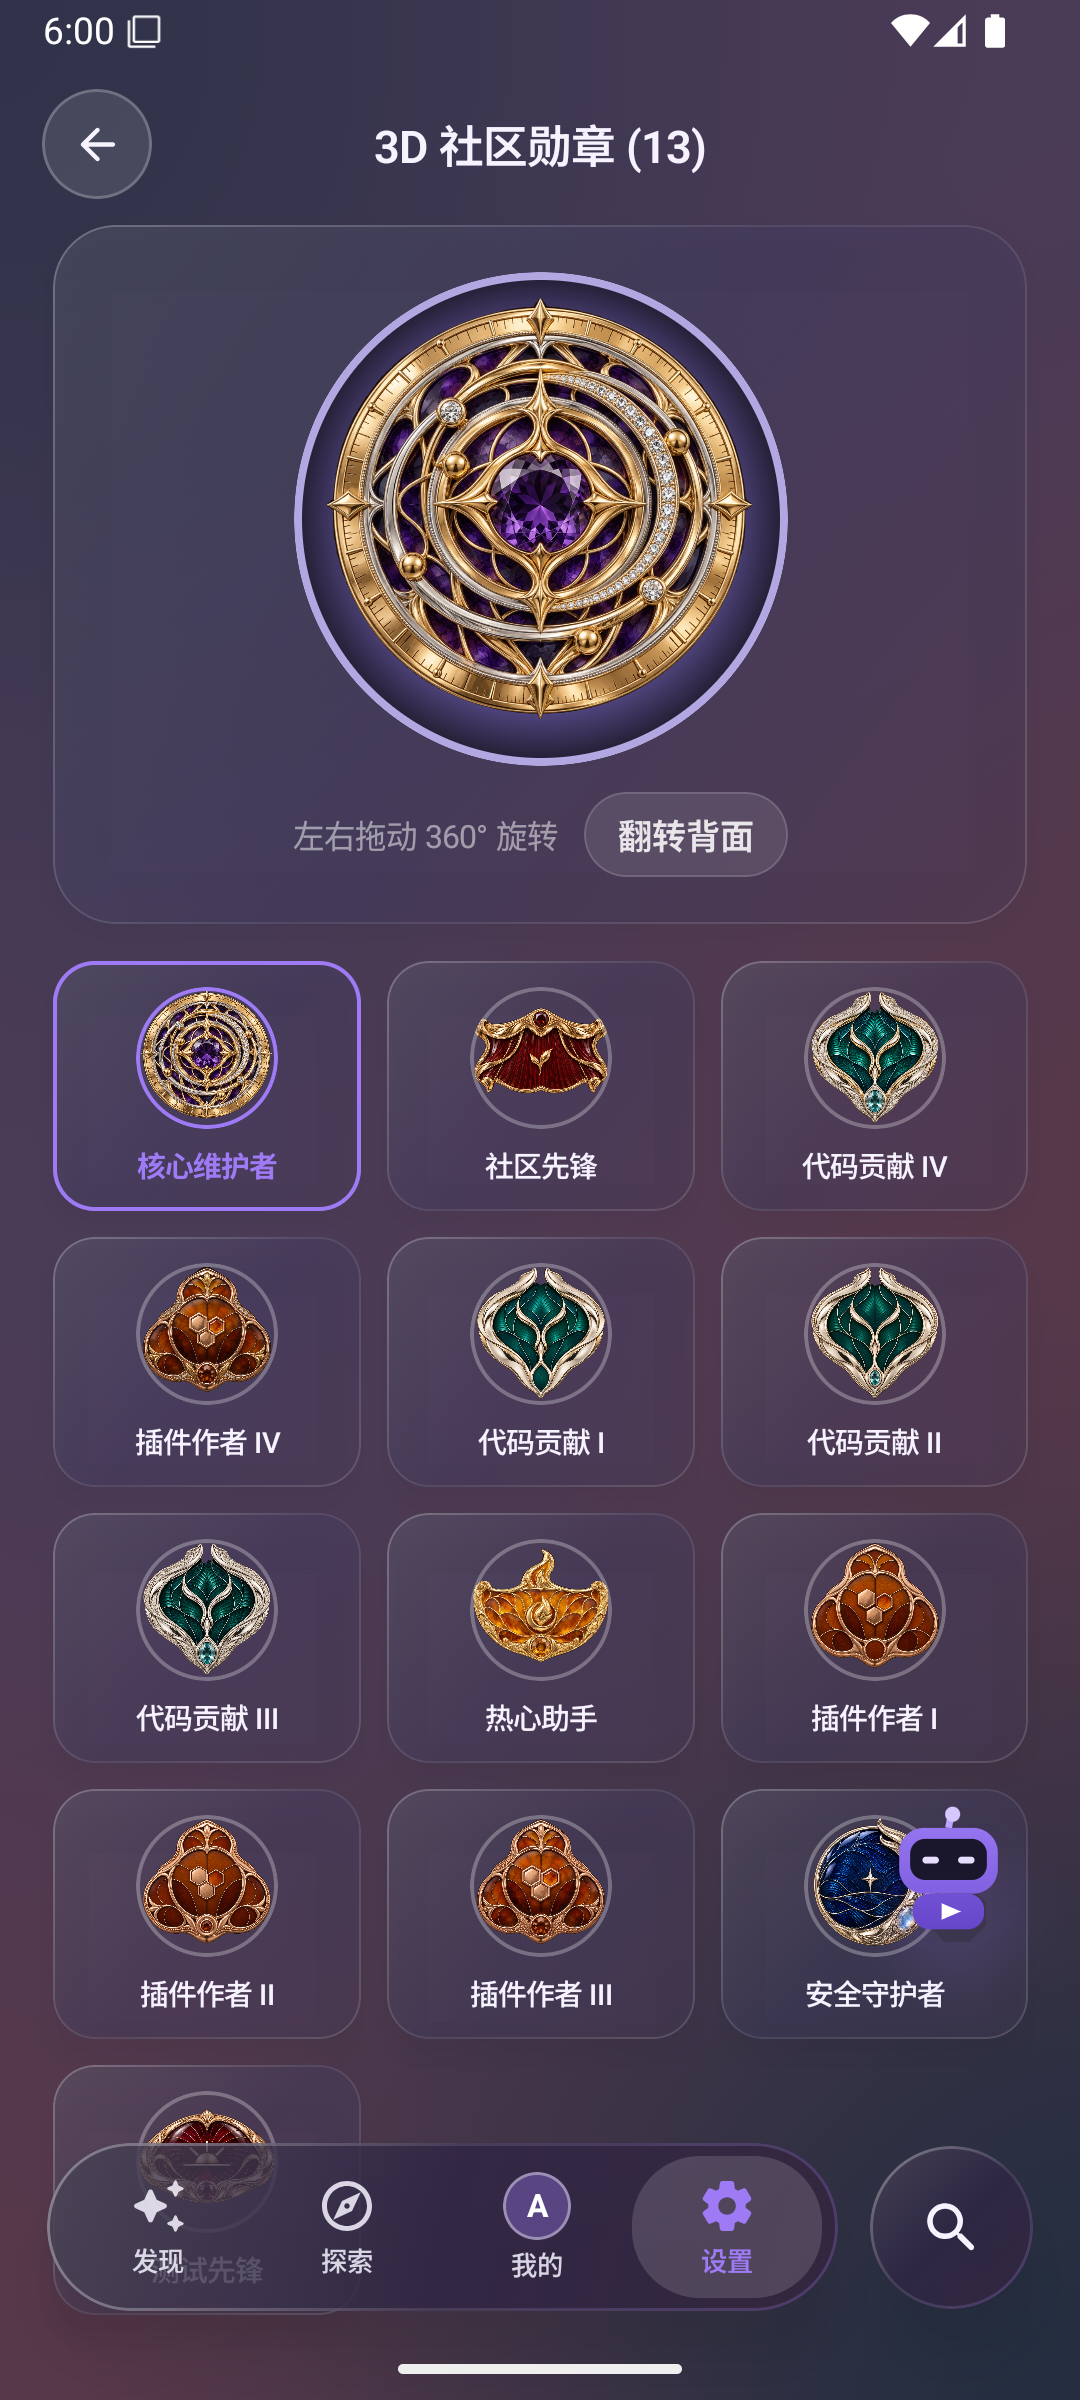 6:00
3D 社区勋章 (13)
左右拖动 360° 旋转
翻转背面
核心维护者
社区先锋
代码贡献 IV
插件作者 IV
代码贡献 I
代码贡献 II
代码贡献 III
热心助手
插件作者 I
插件作者 II
插件作者 III
安全守护者
测试先锋
发现
探索
A
我的
设置